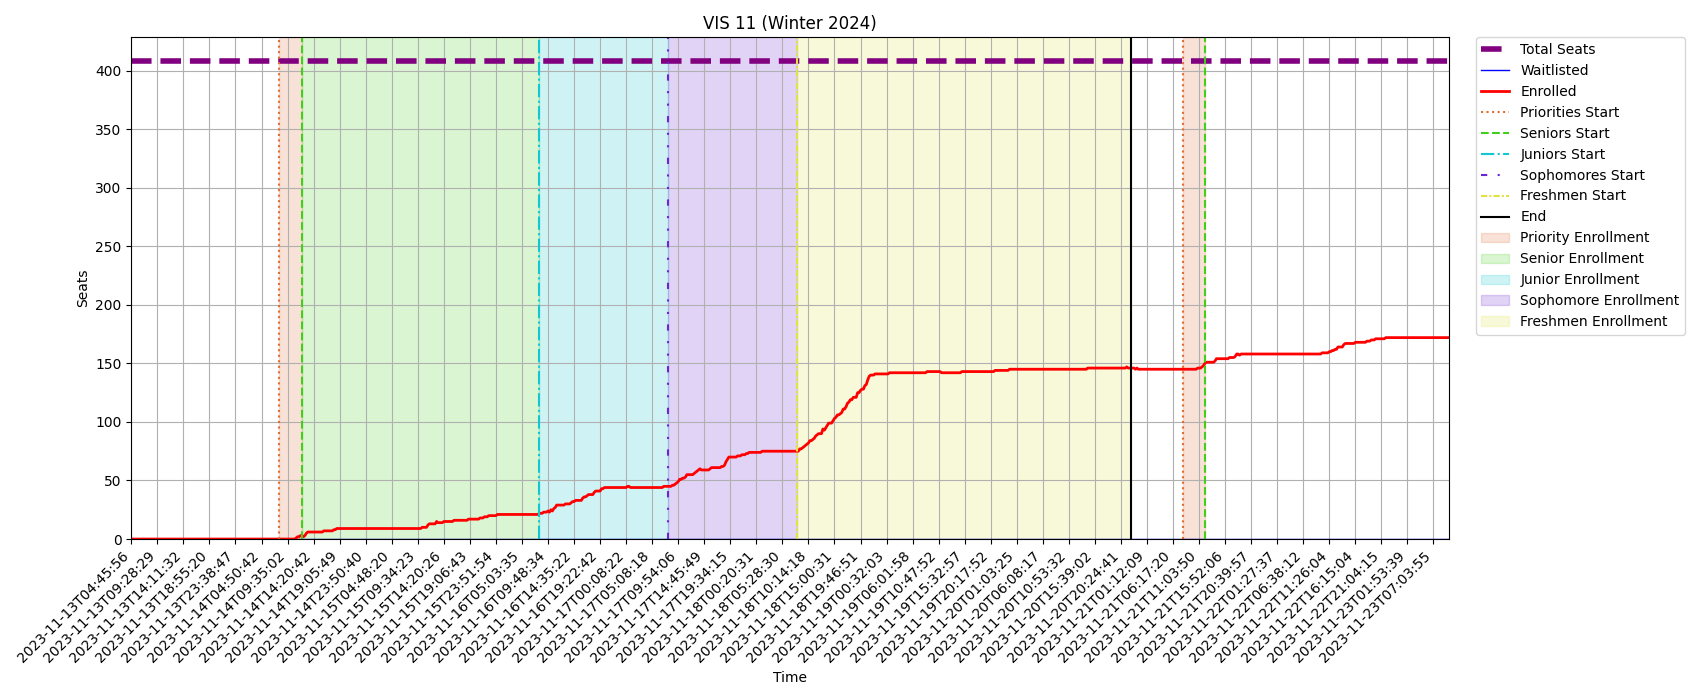 VIS 11 (Winter 2024)
Seats
400
350
300
250
200
150
100
50
0
2023-11-13T04:45:56
2023-11-13T09:28:29
2023-11-13T14:11:32
2023-11-13T18:55:20
2023-11-13T23:38:47
2023-11-14T04:50:42
2023-11-14T09:35:02
2023-11-14T14:20:42
2023-11-14T19:05:49
2023-11-14T23:50:40
2023-11-15T04:48:20
2023-11-15T09:34:23
2023-11-15T14:20:26
2023-11-15T19:06:43
2023-11-15T23:51:54
2023-11-16T05:03:35
2023-11-16T09:48:34
2023-11-16T14:35:22
2023-11-16T19:22:42
2023-11-17T00:08:22
2023-11-17T05:08:18
2023-11-17T09:54:06
2023-11-17T14:45:49
2023-11-17T19:34:15
2023-11-18T00:20:31
2023-11-18T05:28:30
2023-11-18T10:14:18
2023-11-18T15:00:31
2023-11-18T19:46:51
2023-11-19T00:32:03
2023-11-19T06:01:58
2023-11-19T10:47:52
2023-11-19T15:32:57
2023-11-19T20:17:52
2023-11-20T01:03:25
2023-11-20T06:08:17
2023-11-20T10:53:32
2023-11-20T15:39:02
2023-11-20T20:24:41
2023-11-21T01:12:09
2023-11-21T06:17:20
2023-11-21T11:03:50
2023-11-21T15:52:06
2023-11-21T20:39:57
2023-11-22T01:27:37
2023-11-22T06:38:12
2023-11-22T11:26:04
2023-11-22T16:15:04
2023-11-22T21:04:15
2023-11-23T01:53:39
2023-11-23T07:03:55
Time
Total Seats
Waitlisted
Enrolled
Priorities Start
Seniors Start
Juniors Start
Sophomores Start
Freshmen Start
End
Priority Enrollment
Senior Enrollment
Junior Enrollment
Sophomore Enrollment
Freshmen Enrollment